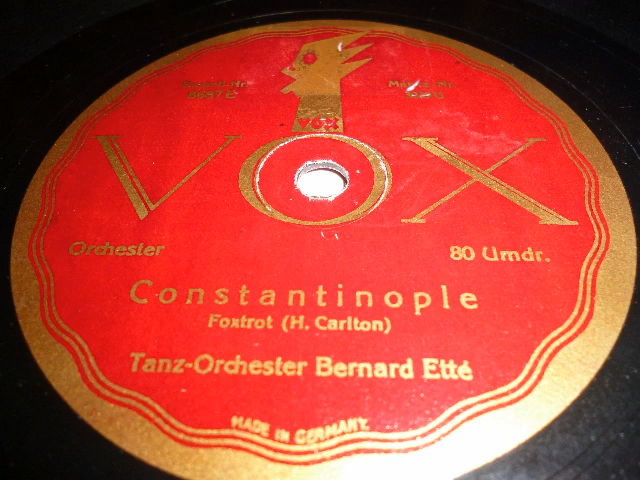 VOX
VOX
Orchester
80 Umdr.
Constantinople
Foxtrot (H. Carlton)
Tanz-Orchester Bernard Etté
MADE IN GERMANY.